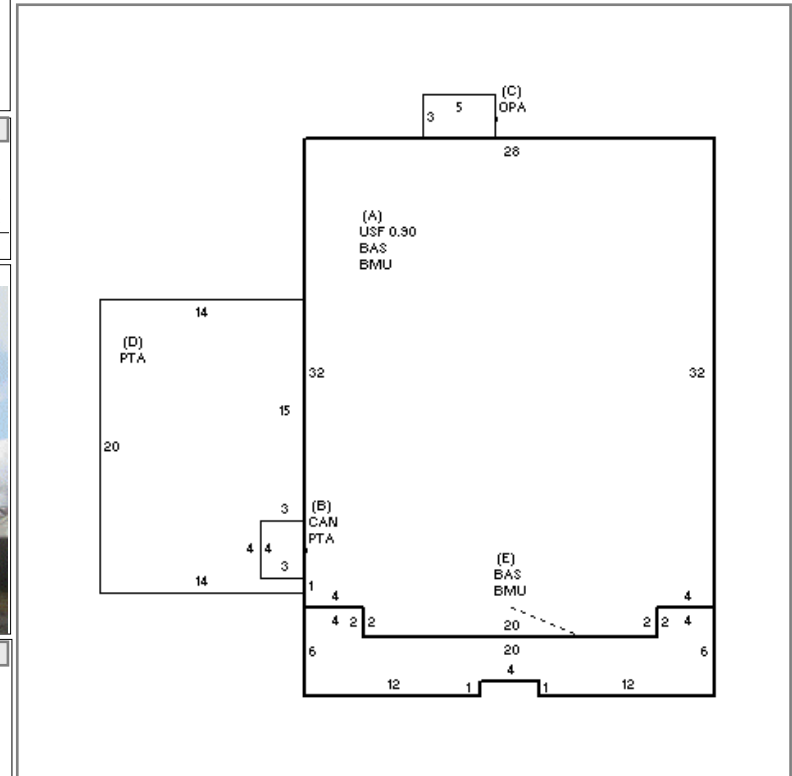 (C)
5 OPA
3
28
(A)
USF 0.90
BAS
BMU
14
(D)
PTA
32 32
15
20
3 (B)
CAN
4 4 PTA
3
(E)
BAS
BMU
14 1
4 4
4 2 2 20 2 2 4
6 20 6
4
12 1 1 12